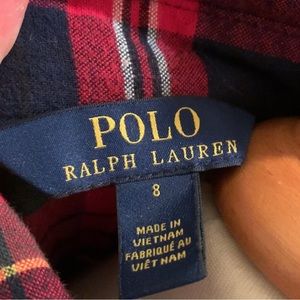 POLO
RALPH LAUREN
8
MADE IN
VIETNAM
FABRIQUÉ AU
VIÊT NAM